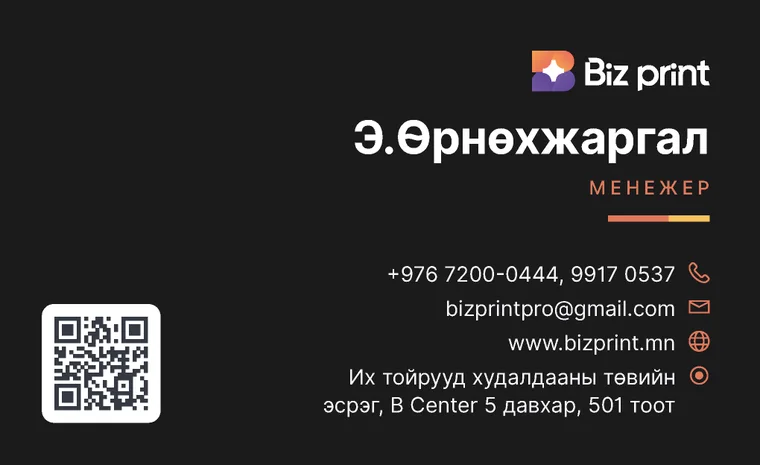 Biz print
Э.Өрнөхжаргал
МЕНЕЖЕР
+976 7200-0444, 9917 0537
bizprintpro@gmail.com
www.bizprint.mn
Их тойрууд худалдааны төвийн
эсрэг, B Center 5 давхар, 501 тоот